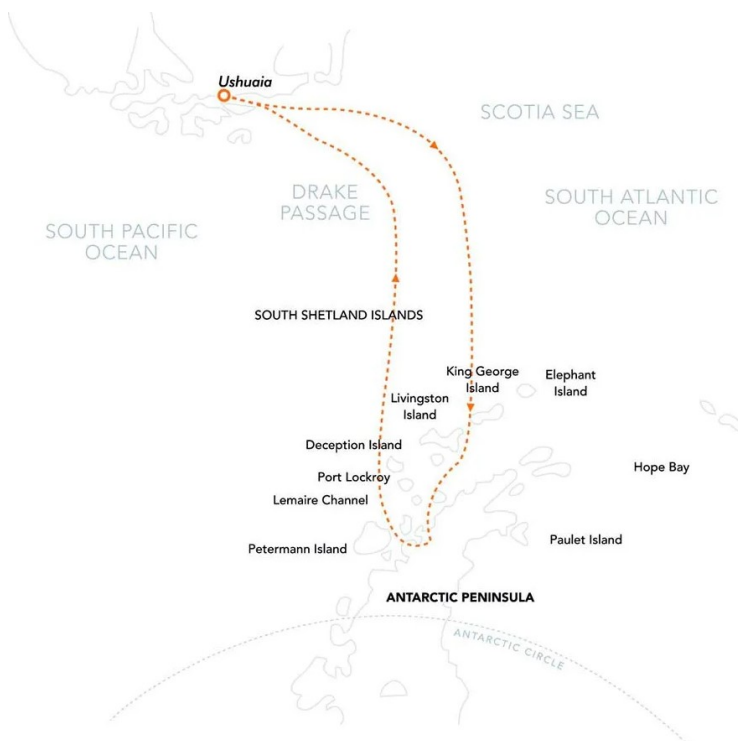 Ushuaia
SCOTIA SEA
DRAKE
PASSAGE
SOUTH ATLANTIC
OCEAN
SOUTH PACIFIC
OCEAN
SOUTH SHETLAND ISLANDS
King George
Island
Elephant
Island
Livingston
Island
Deception Island
Hope Bay
Port Lockroy
Lemaire Channel
Paulet Island
Petermann Island
ANTARCTIC PENINSULA
ANTARCTIC CIRCLE